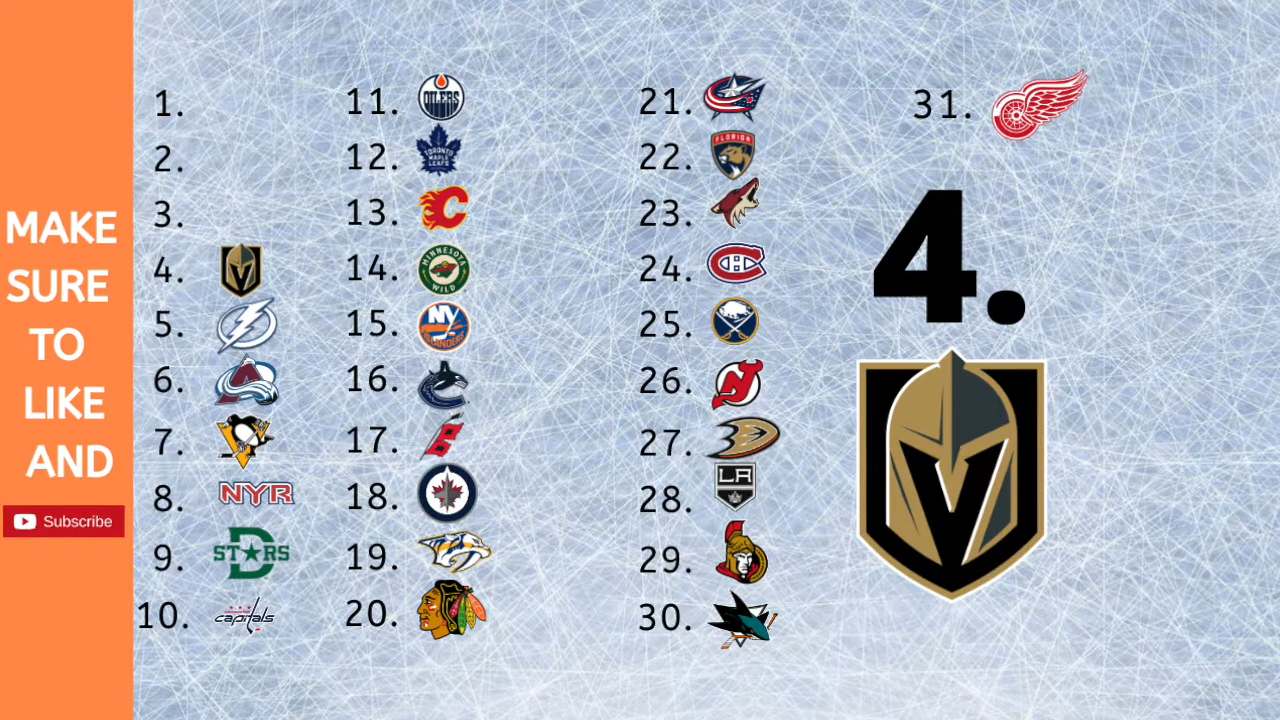 MAKE
SURE
TO
LIKE
AND
Subscribe
1.
2.
3.
4.
5.
6.
7.
8. NYR
9. STARS
10. capitals
11. OILERS
12. TORONTO MAPLE LEAFS
13. C
14. MINNESOTA WILD
15. NY ISLANDERS
16.
17.
18.
19.
20.
21.
22. FLORIDA
23.
24. CH
25.
26. NJ
27. D
28. LA
29.
30.
31.
4.